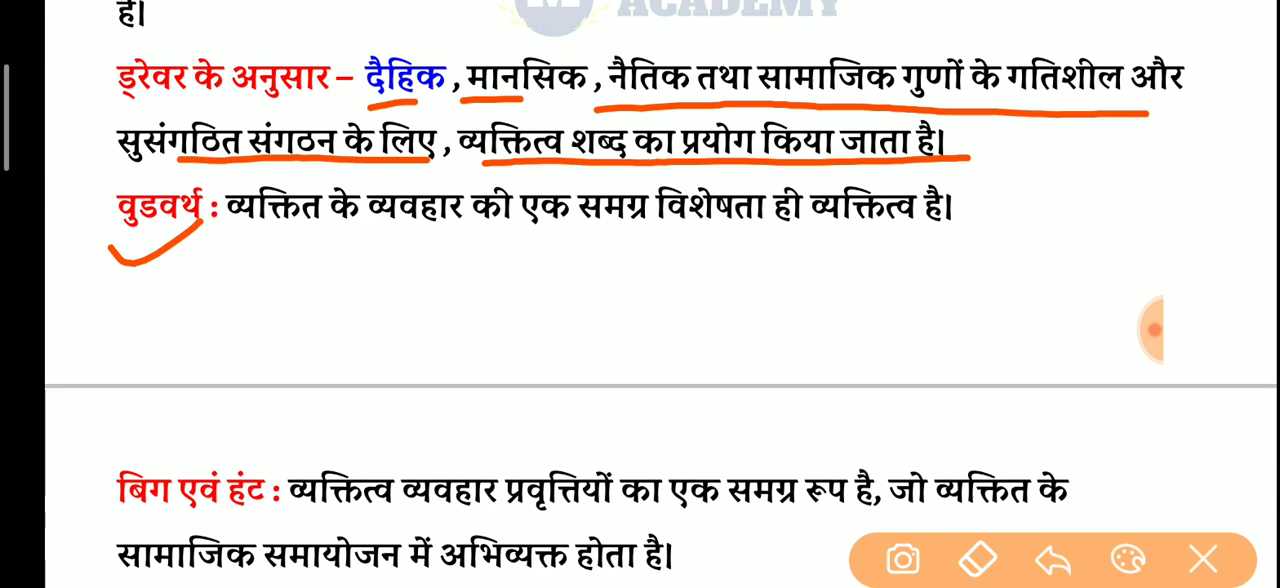 है।
ACADEMY
ड्रेवर के अनुसार – दैहिक , मानसिक , नैतिक तथा सामाजिक गुणों के गतिशील और
सुसंगठित संगठन के लिए , व्यक्तित्व शब्द का प्रयोग किया जाता है।
वुडवर्थ : व्यक्तित के व्यवहार की एक समग्र विशेषता ही व्यक्तित्व है।
बिग एवं हंट : व्यक्तित्व व्यवहार प्रवृत्तियों का एक समग्र रूप है, जो व्यक्तित के
सामाजिक समायोजन में अभिव्यक्त होता है।